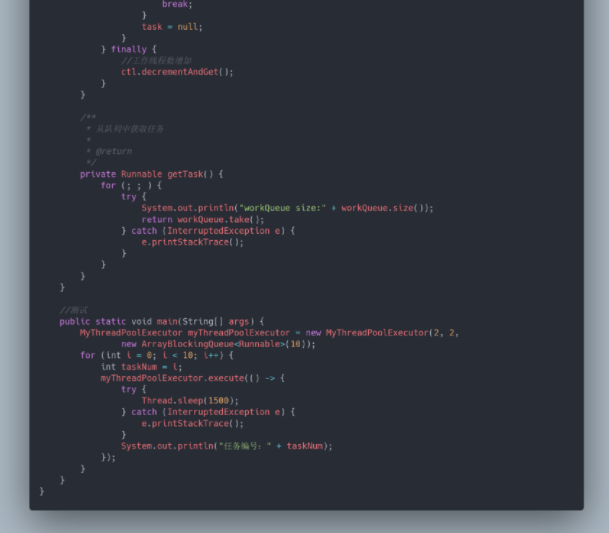 break;
}
task = null;
}
} finally {
//工作线程数增加
ctl.decrementAndGet();
}
}
/**
* 从队列中获取任务
*
* @return
*/
private Runnable getTask() {
for (; ; ) {
try {
System.out.println("workQueue size:" + workQueue.size());
return workQueue.take();
} catch (InterruptedException e) {
e.printStackTrace();
}
}
}
}
//测试
public static void main(String[] args) {
MyThreadPoolExecutor myThreadPoolExecutor = new MyThreadPoolExecutor(2, 2,
new ArrayBlockingQueue<Runnable>(10));
for (int i = 0; i < 10; i++) {
int taskNum = i;
myThreadPoolExecutor.execute(() -> {
try {
Thread.sleep(1500);
} catch (InterruptedException e) {
e.printStackTrace();
}
System.out.println("任务编号：" + taskNum);
});
}
}
}